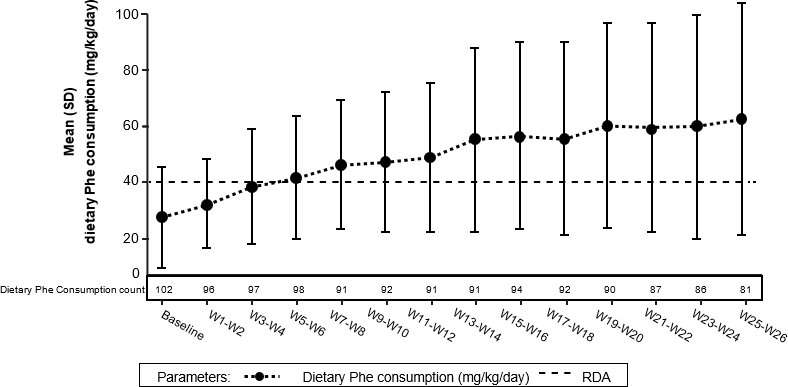 Mean (SD)
dietary Phe consumption (mg/kg/day)
100
80
60
40
20
0
Dietary Phe Consumption count 102 96 97 98 91 92 91 91 94 92 90 87 86 81
Baseline W1-W2 W3-W4 W5-W6 W7-W8 W9-W10 W11-W12 W13-W14 W15-W16 W17-W18 W19-W20 W21-W22 W23-W24 W25-W26
Parameters: Dietary Phe consumption (mg/kg/day) RDA